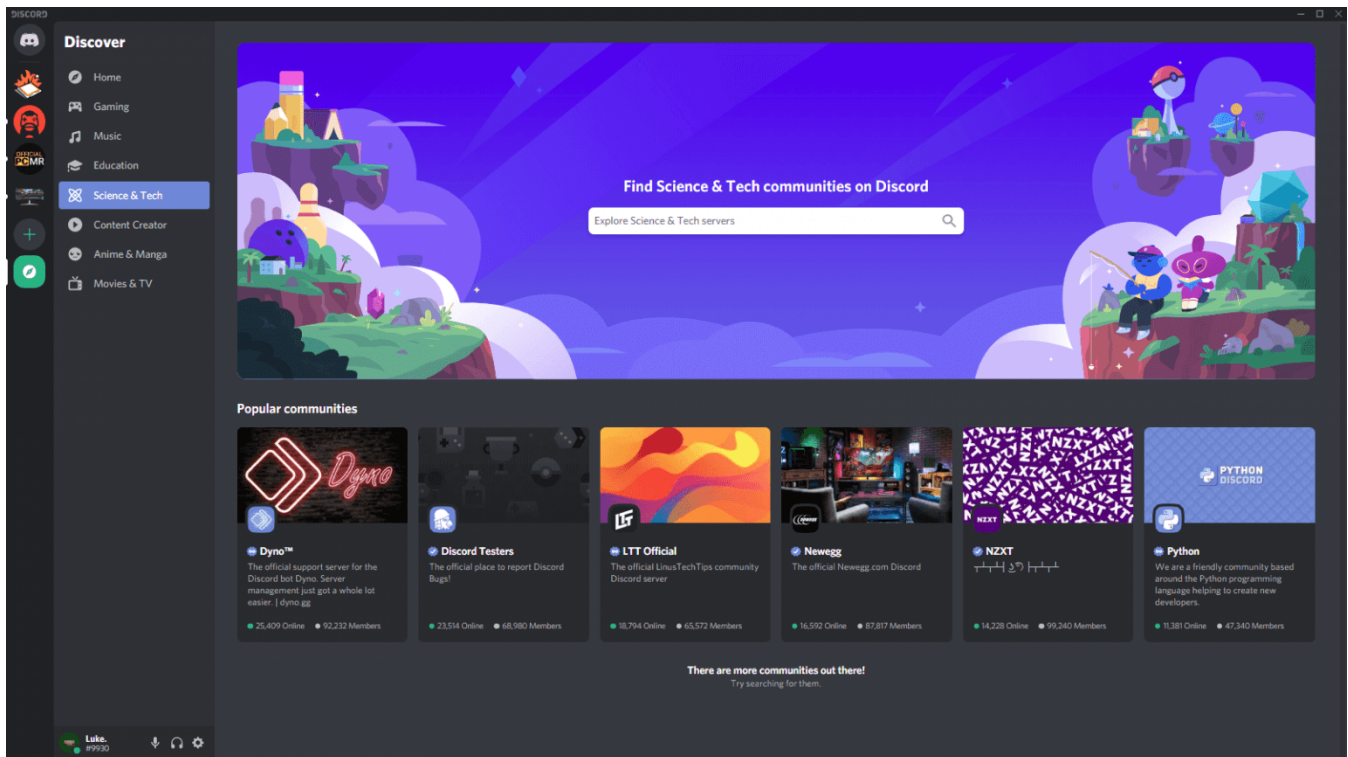 DISCORD
Discover
Home
Gaming
Music
Education
Science & Tech
Content Creator
Anime & Manga
Movies & TV
OFFICIAL
PCMR
Find Science & Tech communities on Discord
Explore Science & Tech servers
Popular communities
Dyno
Dyno™
The official support server for the
Discord bot Dyno. Server
management just got a whole lot
easier. | dyno.gg
25,409 Online
92,232 Members
Discord Testers
The official place to report Discord
Bugs!
23,514 Online
68,980 Members
LTT
LTT Official
The official LinusTechTips community
Discord server
18,794 Online
65,572 Members
Newegg
The official Newegg.com Discord
16,592 Online
87,817 Members
NZXT
NZXT
14,228 Online
99,240 Members
PYTHON
DISCORD
Python
We are a friendly community based
around the Python programming
language helping to create new
developers.
11,381 Online
47,340 Members
There are more communities out there!
Try searching for them.
Luke.
#9930